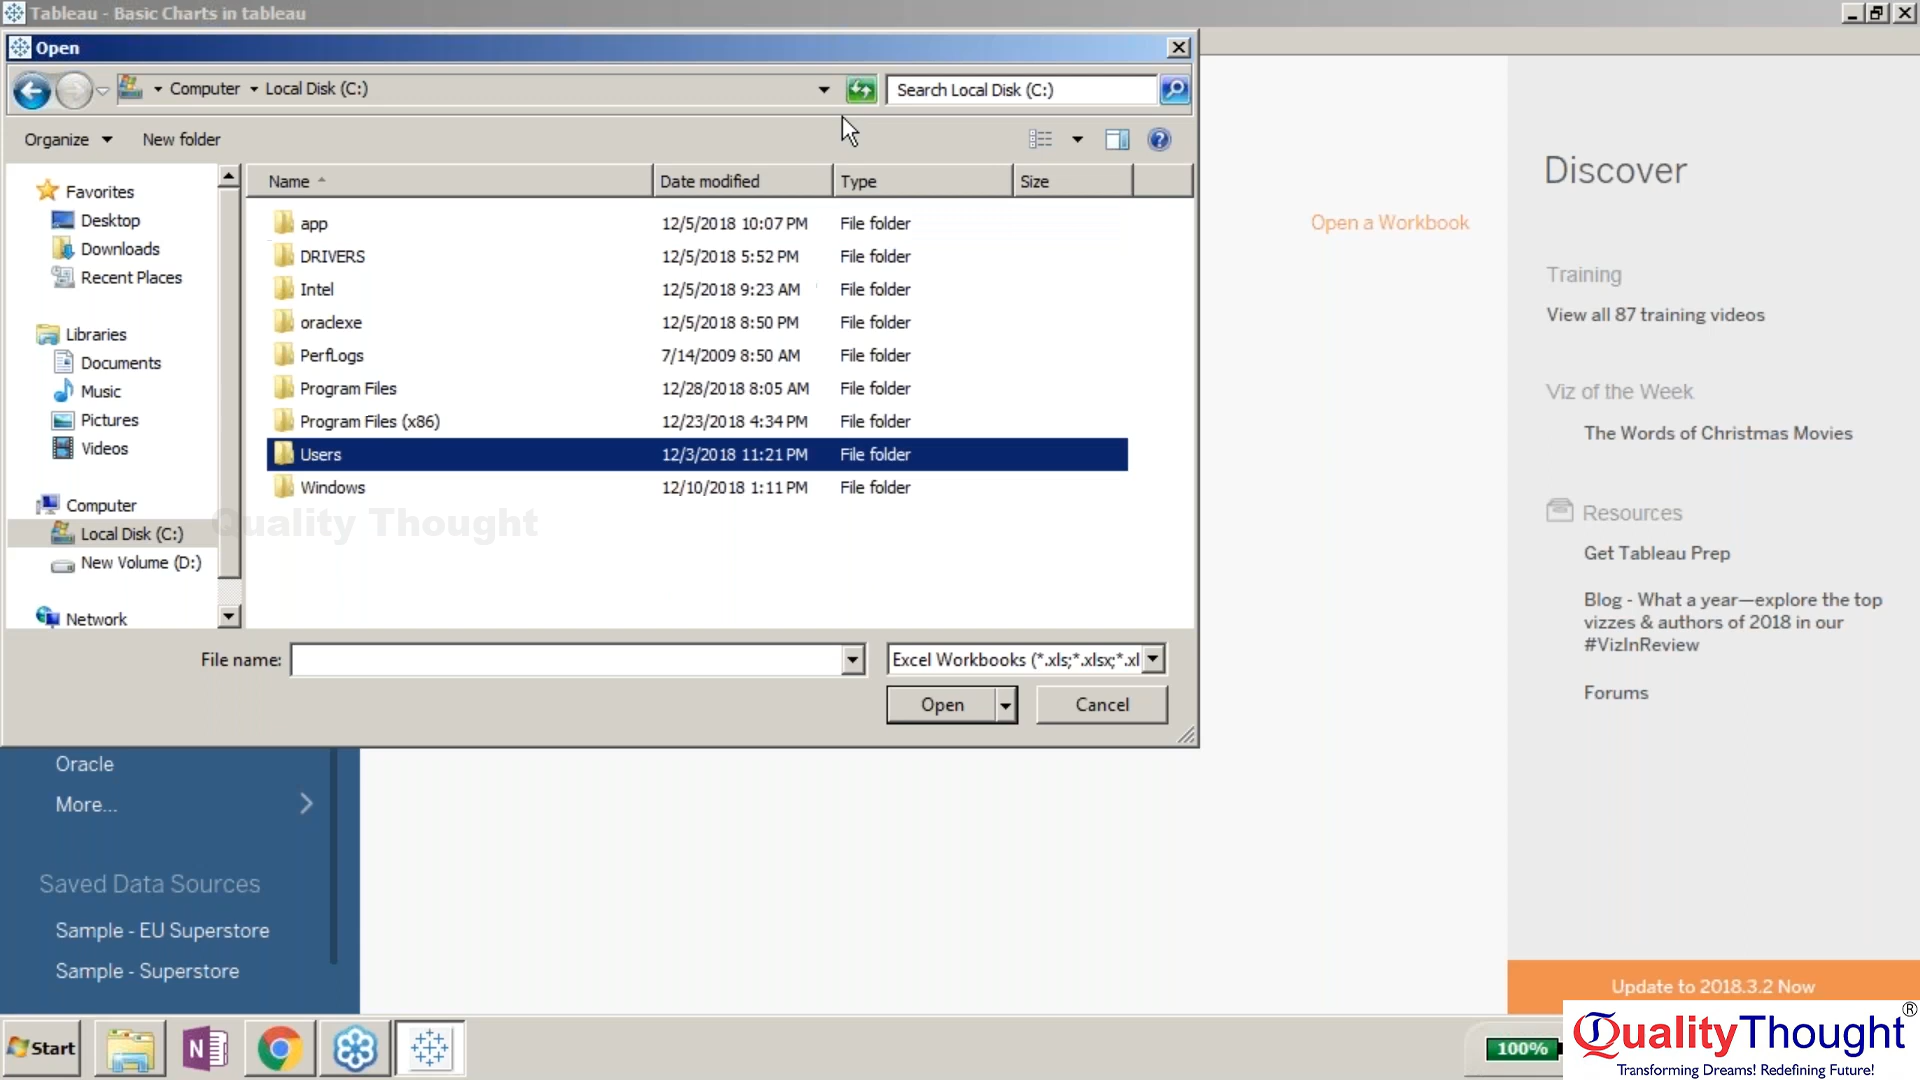 Tableau - Basic Charts in tableau
Open
Computer Local Disk (C:)
Search Local Disk (C:)
Organize
New folder
Favorites
Desktop
Downloads
Recent Places
Libraries
Documents
Music
Pictures
Videos
Computer
Local Disk (C:)
New Volume (D:)
Network
Name Date modified Type Size
app 12/5/2018 10:07 PM File folder
DRIVERS 12/5/2018 5:52 PM File folder
Intel 12/5/2018 9:23 AM File folder
oraclexe 12/5/2018 8:50 PM File folder
PerfLogs 7/14/2009 8:50 AM File folder
Program Files 12/28/2018 8:05 AM File folder
Program Files (x86) 12/23/2018 4:34 PM File folder
Users 12/3/2018 11:21 PM File folder
Windows 12/10/2018 1:11 PM File folder
Quality Thought
File name:
Excel Workbooks (*.xls;*.xlsx;*.xl
Open
Cancel
Oracle
More...
Saved Data Sources
Sample - EU Superstore
Sample - Superstore
Open a Workbook
Discover
Training
View all 87 training videos
Viz of the Week
The Words of Christmas Movies
Resources
Get Tableau Prep
Blog - What a year—explore the top
vizzes & authors of 2018 in our
#VizInReview
Forums
Update to 2018.3.2 Now
Start
N
100%
QualityThought®
Transforming Dreams! Redefining Future!